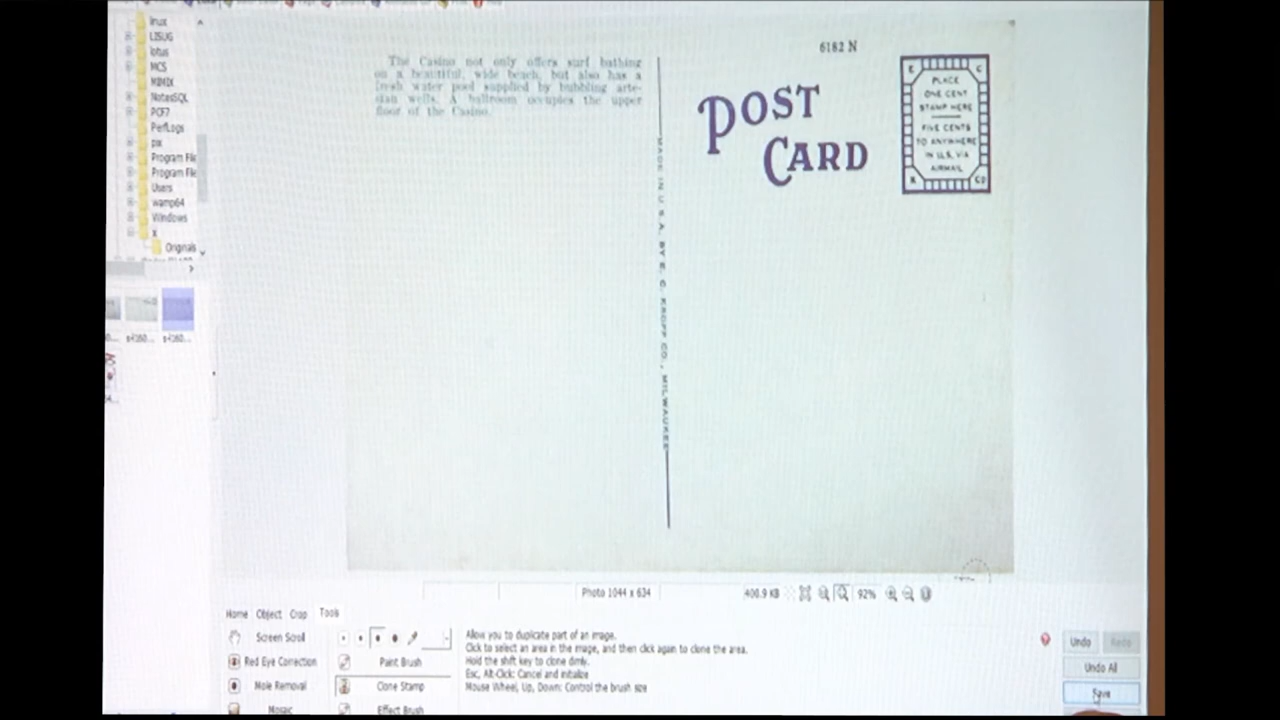 linux
LISUG
lotus
MCS
MIMIX
NotesSQL
PCF7
PerfLogs
pix
Program File
Program File
Users
wamp64
Windows
X
Originals
6182 N
The Casino not only offers surf bathing
on a beautiful, wide beach, but also has a
fresh water pool supplied by bubbling arte-
sian wells. A ballroom occupies the upper
floor of the Casino.
POST
CARD
E C
PLACE
ONE CENT
STAMP HERE
FIVE CENTS
TO ANYWHERE
IN U.S. VIA
AIRMAIL
K Co
MADE IN U. S. A. BY E. C. KROPP CO., MILWAUKEE
Photo 1044 x 634
400.9 KB
92%
Home Object Crop Tools
Screen Scroll
Red Eye Correction
Mole Removal
Mosaic
Paint Brush
Clone Stamp
Effect Brush
Allow you to duplicate part of an image.
Click to select an area in the image, and then click again to clone the area.
Hold the shift key to clone dimly.
Esc, Alt-Click: Cancel and initialize
Mouse Wheel, Up, Down: Control the brush size
Undo Redo
Undo All
Save